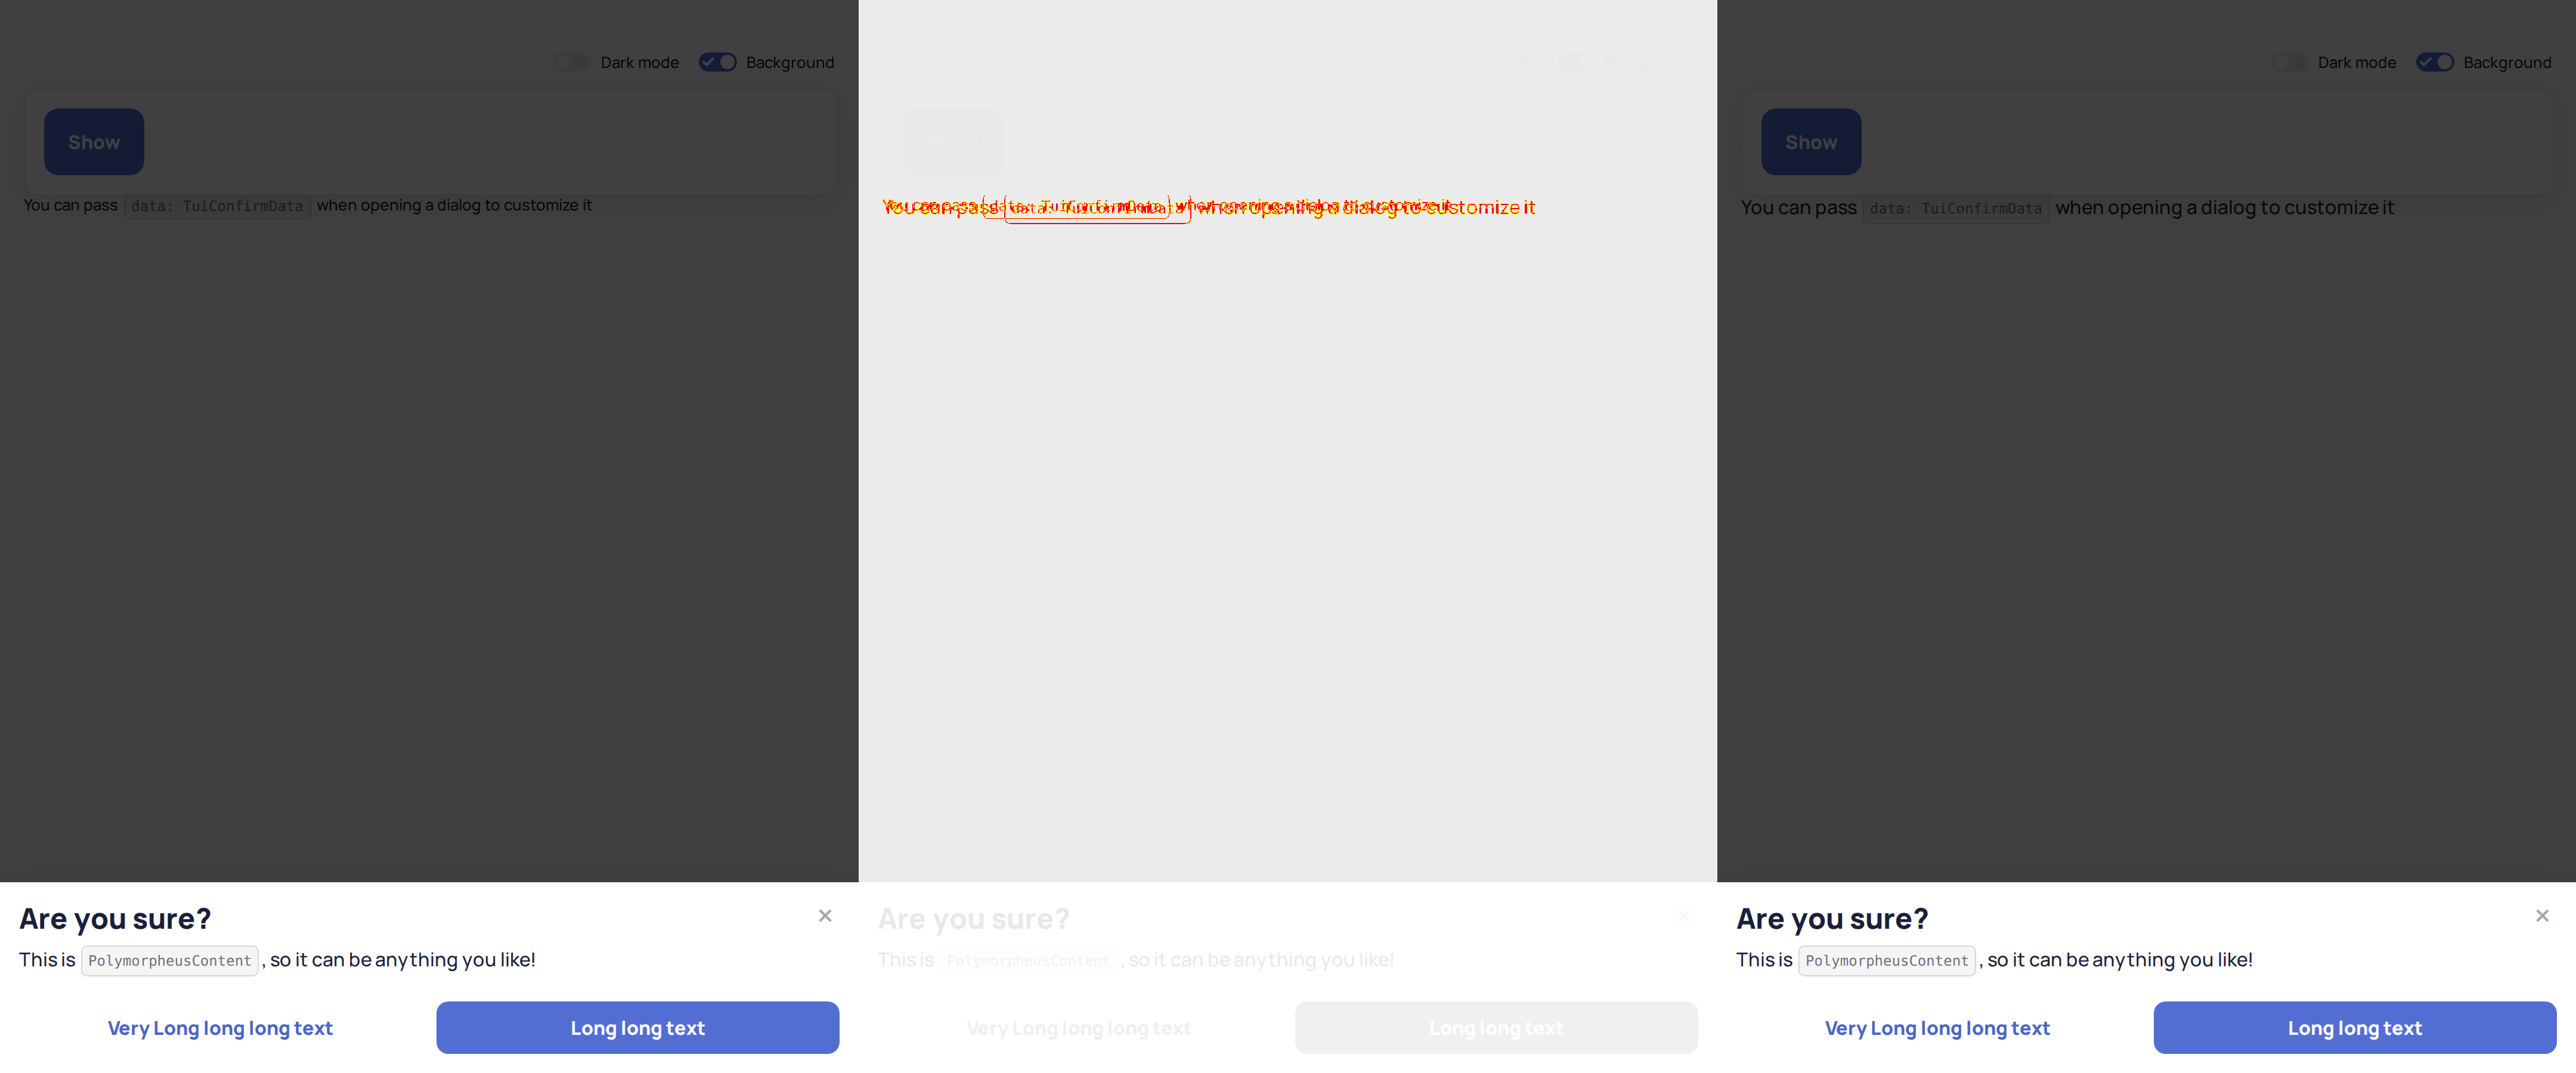 Dark mode Background
Show
You can pass data: TuiConfirmData when opening a dialog to customize it
Are you sure?
This is PolymorpheusContent, so it can be anything you like!
Very Long long long text
Long long text
Dark mode Background
Show
You can pass data: TuiConfirmData when opening a dialog to customize it
Are you sure?
This is PolymorpheusContent, so it can be anything you like!
Very Long long long text
Long long text
Dark mode Background
Show
You can pass data: TuiConfirmData when opening a dialog to customize it
Are you sure?
This is PolymorpheusContent, so it can be anything you like!
Very Long long long text
Long long text